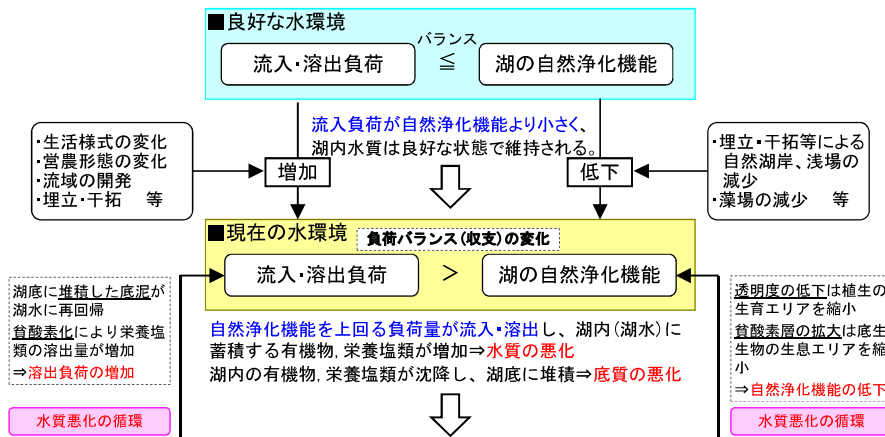 ■良好な水環境
バランス
流入・溶出負荷
≦
湖の自然浄化機能
流入負荷が自然浄化機能より小さく、
湖内水質は良好な状態で維持される。
・生活様式の変化
・営農形態の変化
・流域の開発
・埋立・干拓　等
増加
低下
・埋立・干拓等による
自然湖岸、浅場の
減少
・藻場の減少　等
■現在の水環境
負荷バランス(収支)の変化
流入・溶出負荷
＞
湖の自然浄化機能
湖底に堆積した底泥が
湖水に再回帰
貧酸素化により栄養塩
類の溶出量が増加
⇒溶出負荷の増加
水質悪化の循環
自然浄化機能を上回る負荷量が流入・溶出し、湖内(湖水)に
蓄積する有機物,栄養塩類が増加⇒水質の悪化
湖内の有機物,栄養塩類が沈降し、湖底に堆積⇒底質の悪化
透明度の低下は植生の
生育エリアを縮小
貧酸素層の拡大は底生
生物の生息エリアを縮
小
⇒自然浄化機能の低下
水質悪化の循環